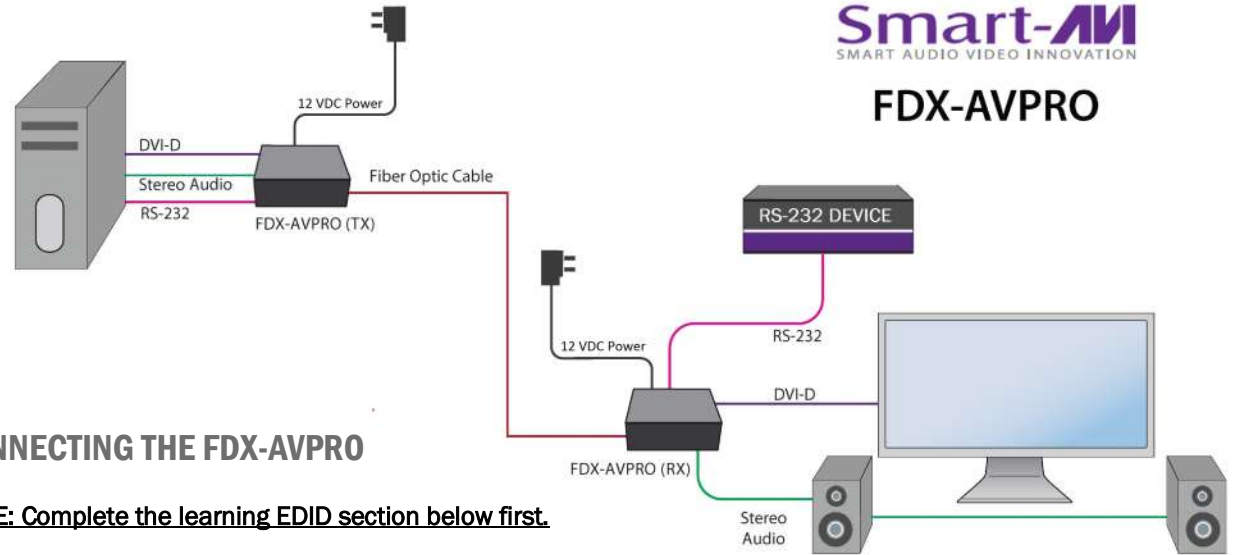 Smart-AVI
SMART AUDIO VIDEO INNOVATION
FDX-AVPRO
12 VDC Power
DVI-D
Stereo Audio
RS-232
FDX-AVPRO (TX)
Fiber Optic Cable
RS-232 DEVICE
RS-232
12 VDC Power
DVI-D
FDX-AVPRO (RX)
Stereo
Audio
NNECTING THE FDX-AVPRO
E: Complete the learning EDID section below first.